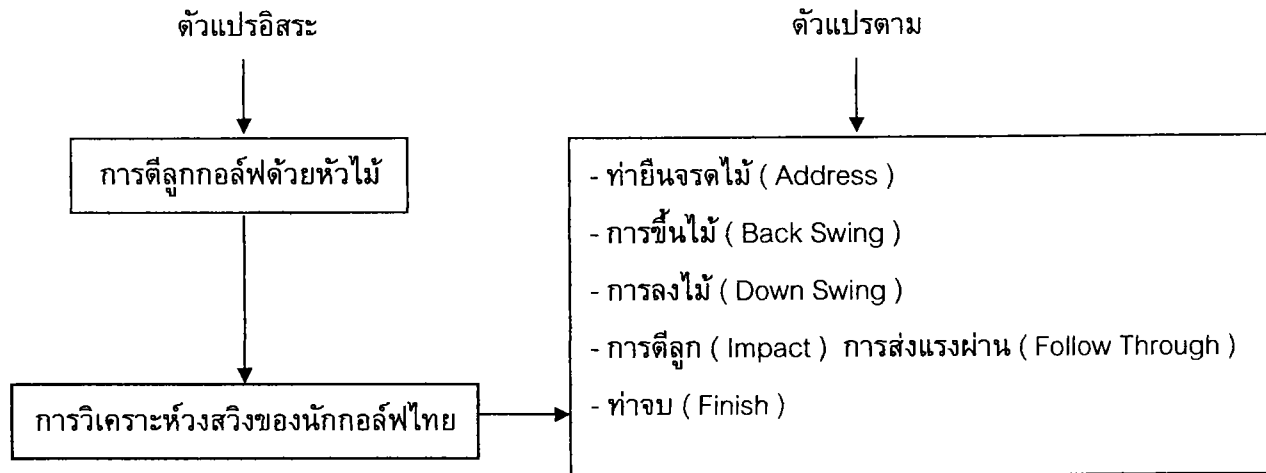 ตัวแปรอิสระ
ตัวแปรตาม
การตีลูกกอล์ฟด้วยหัวไม้
การวิเคราะห์วงสวิงของนักกอล์ฟไทย
- ท่ายืนจรดไม้ ( Address )
- การขึ้นไม้ ( Back Swing )
- การลงไม้ ( Down Swing )
- การตีลูก ( Impact ) การส่งแรงผ่าน ( Follow Through )
- ท่าจบ ( Finish )